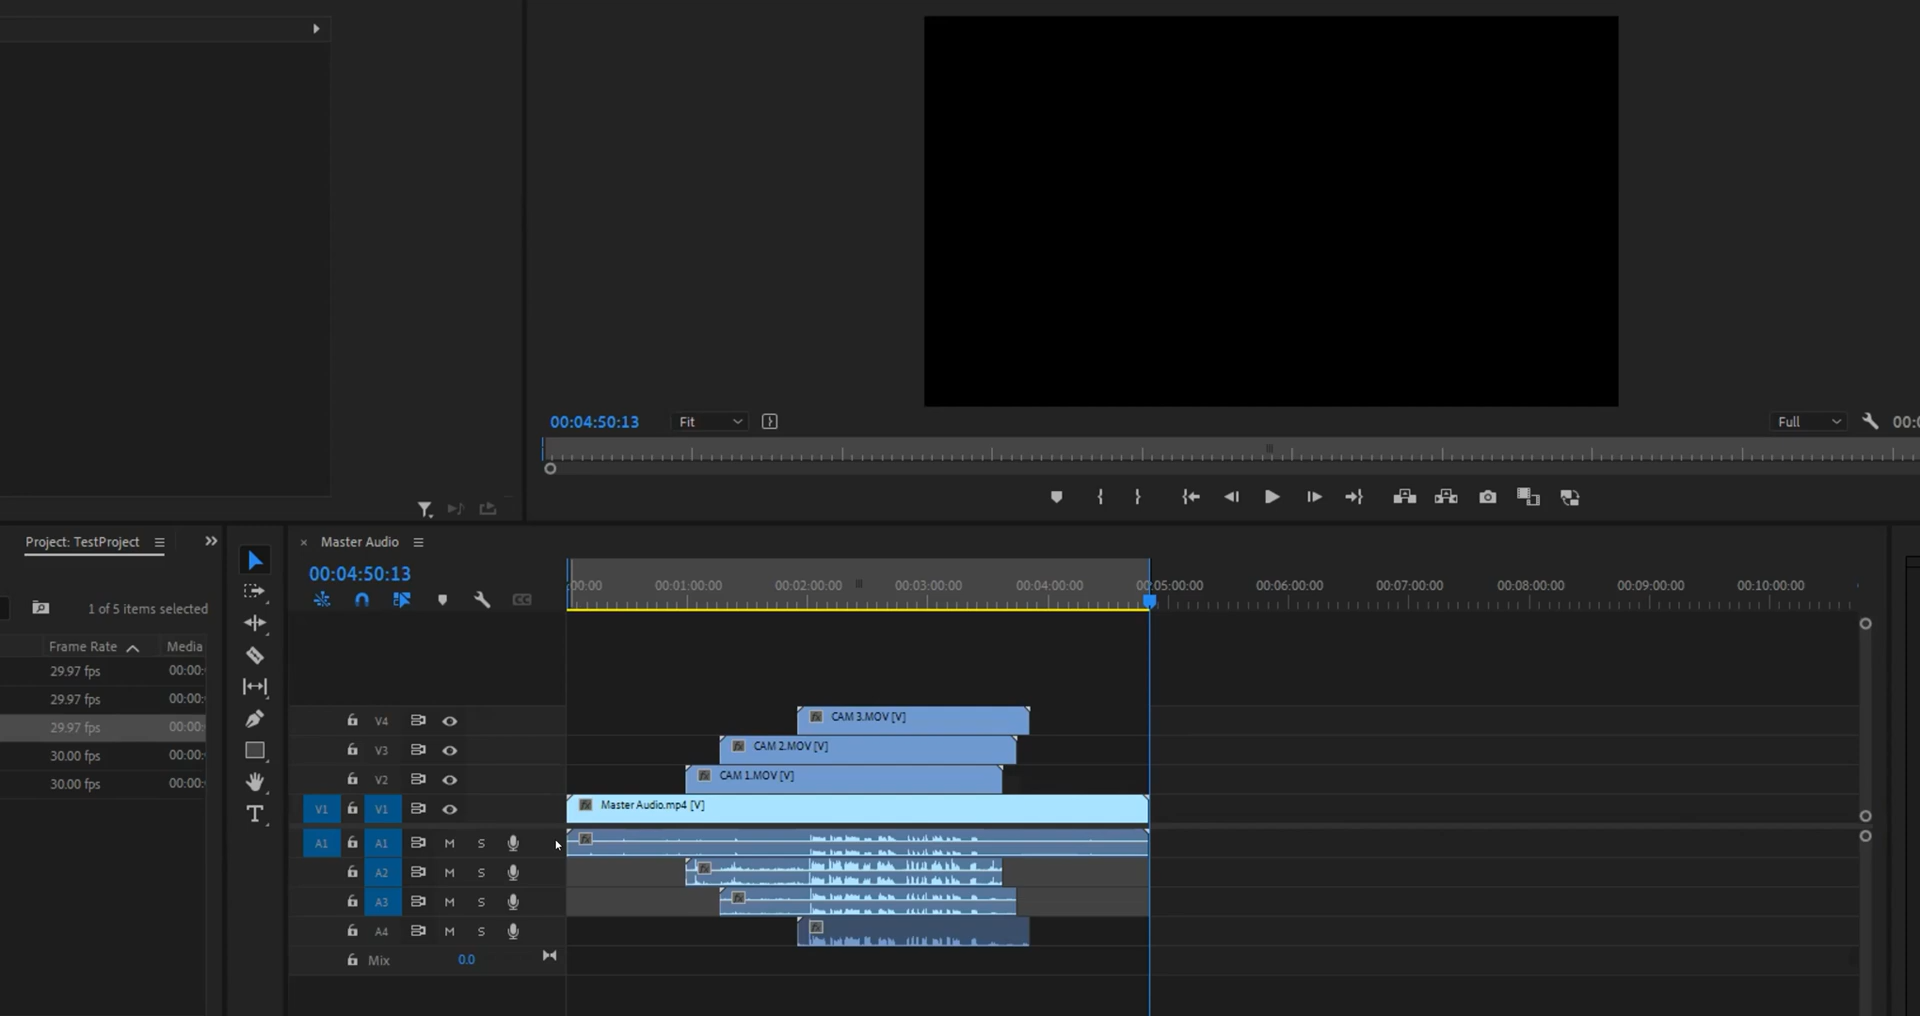 00:04:50:13 Fit Full
Project: TestProject
Master Audio
00:04:50:13
1 of 5 items selected
:00:00 00:01:00:00 00:02:00:00 00:03:00:00 00:04:00:00 00:05:00:00 00:06:00:00 00:07:00:00 00:08:00:00 00:09:00:00 00:10:00:00
Frame Rate Media
29.97 fps 00:00:
29.97 fps 00:00:
29.97 fps 00:00:
30.00 fps 00:00:
30.00 fps 00:00:
V4 CAM 3.MOV [V]
V3 CAM 2.MOV [V]
V2 CAM 1.MOV [V]
V1 V1 Master Audio.mp4 [V]
A1 A1 M S
A2 M S
A3 M S
A4 M S
Mix 0.0